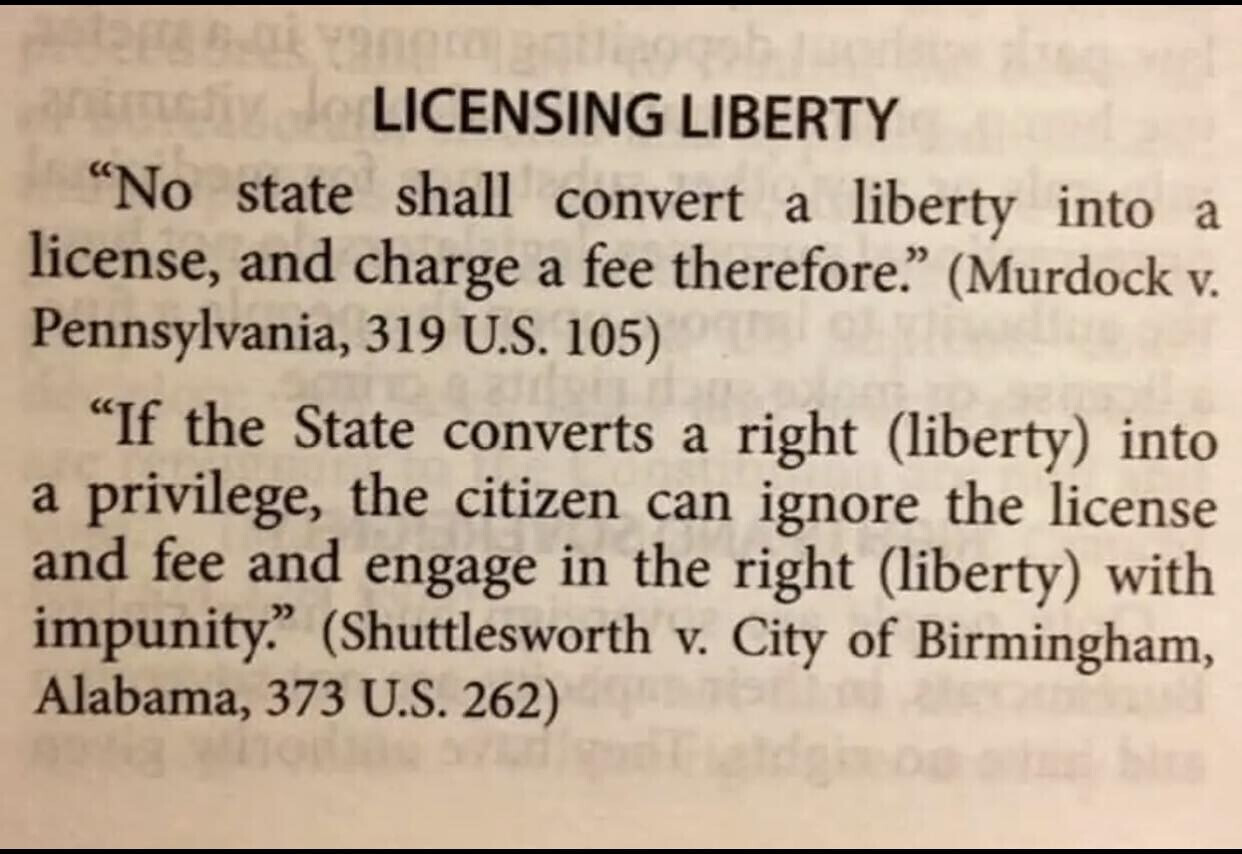 LICENSING LIBERTY
“No state shall convert a liberty into a
license, and charge a fee therefore.” (Murdock v.
Pennsylvania, 319 U.S. 105)
“If the State converts a right (liberty) into
a privilege, the citizen can ignore the license
and fee and engage in the right (liberty) with
impunity.” (Shuttlesworth v. City of Birmingham,
Alabama, 373 U.S. 262)